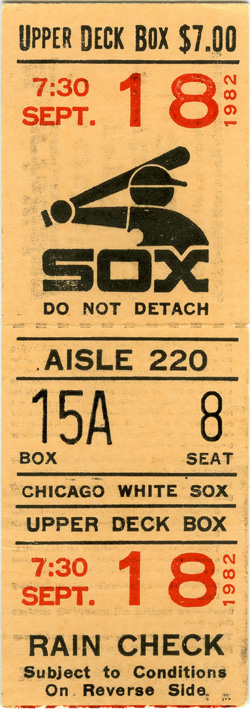 UPPER DECK BOX $7.00
7:30 SEPT. 18 1982
SOX
DO NOT DETACH
AISLE 220
15A 8
BOX SEAT
CHICAGO WHITE SOX
UPPER DECK BOX
7:30 SEPT. 18 1982
RAIN CHECK
Subject to Conditions
On Reverse Side